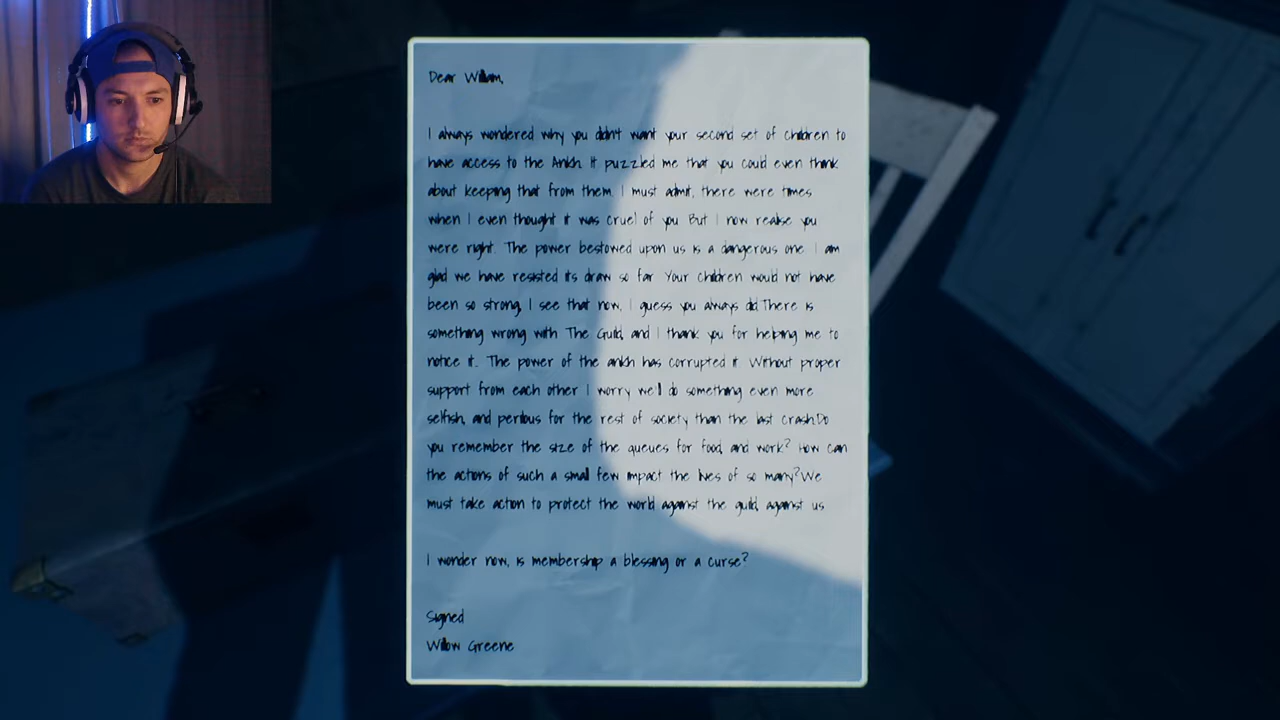 Dear William,
I always wondered why you didn't want your second set of children to
have access to the Ankh. It puzzled me that you could even think
about keeping that from them. I must admit, there were times
when I even thought it was cruel of you. But I now realise you
were right. The power bestowed upon us is a dangerous one. I am
glad we have resisted its draw so far. Your children would not have
been so strong, I see that now. I guess you always did.There is
something wrong with The Guild, and I thank you for helping me to
notice it. The power of the ankh has corrupted it. Without proper
support from each other I worry we'll do something even more
selfish, and perilous for the rest of society than the last crash.Do
you remember the size of the queues for food, and work? How can
the actions of such a small few impact the lives of so many?We
must take action to protect the world against the guild, against us
I wonder now, is membership a blessing or a curse?
Signed
Willow Greene